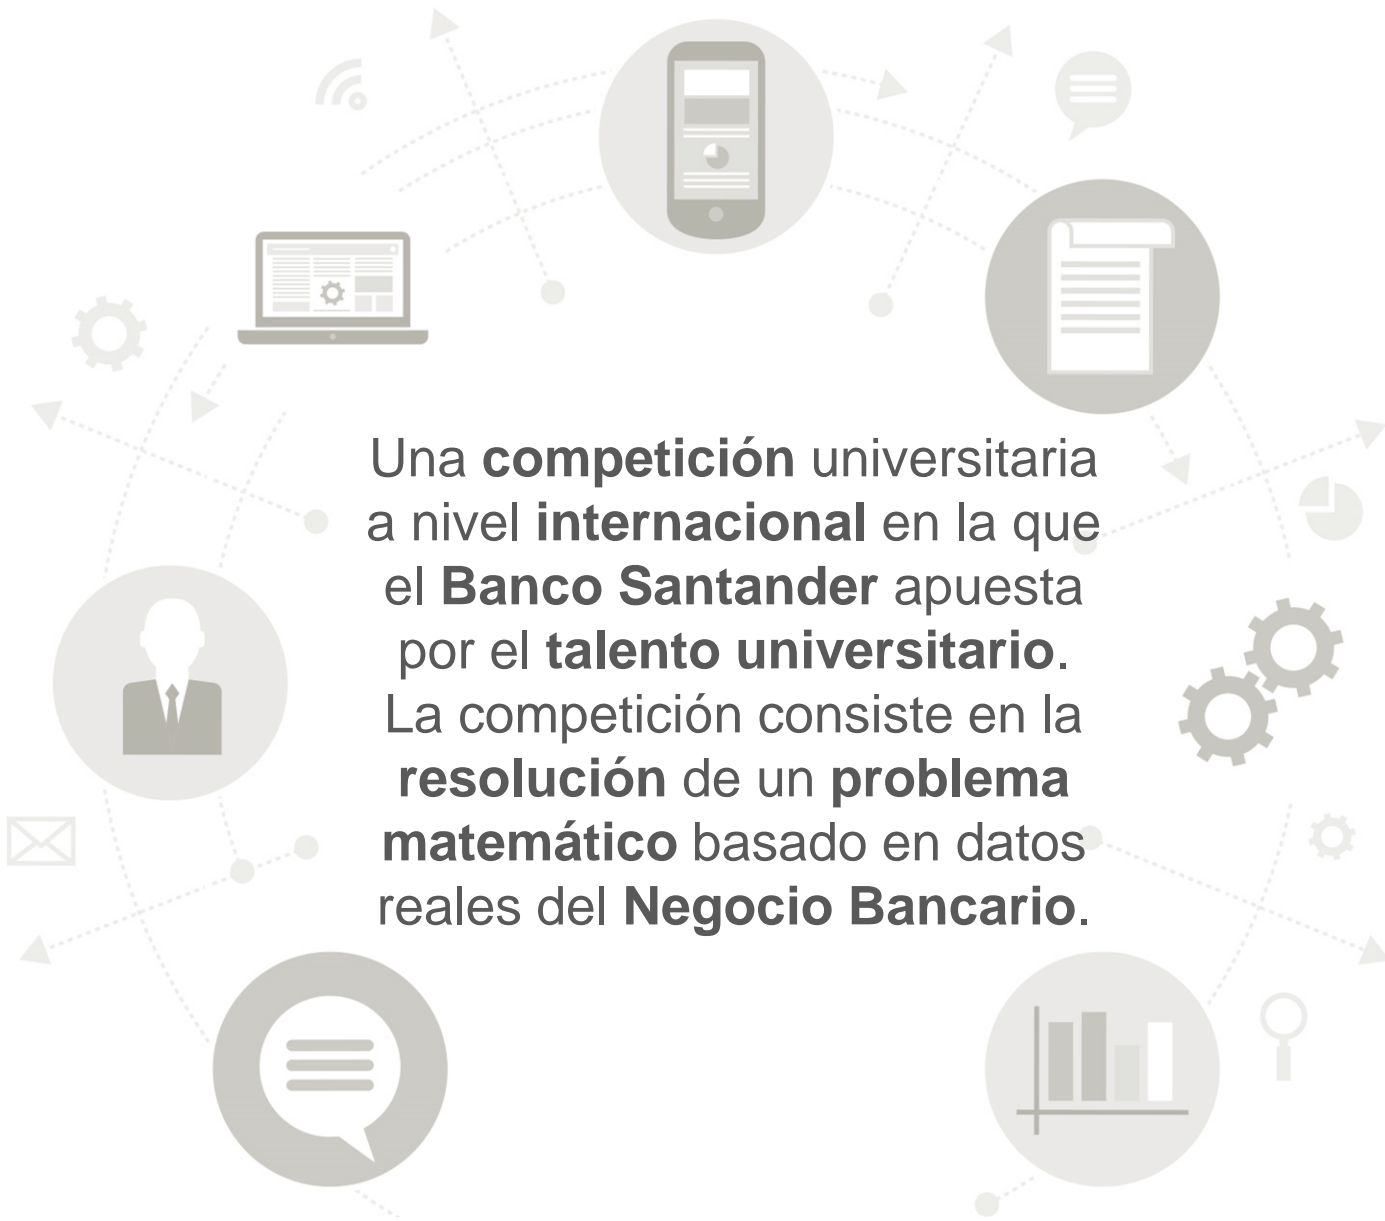 Una competición universitaria
a nivel internacional en la que
el Banco Santander apuesta
por el talento universitario.
La competición consiste en la
resolución de un problema
matemático basado en datos
reales del Negocio Bancario.